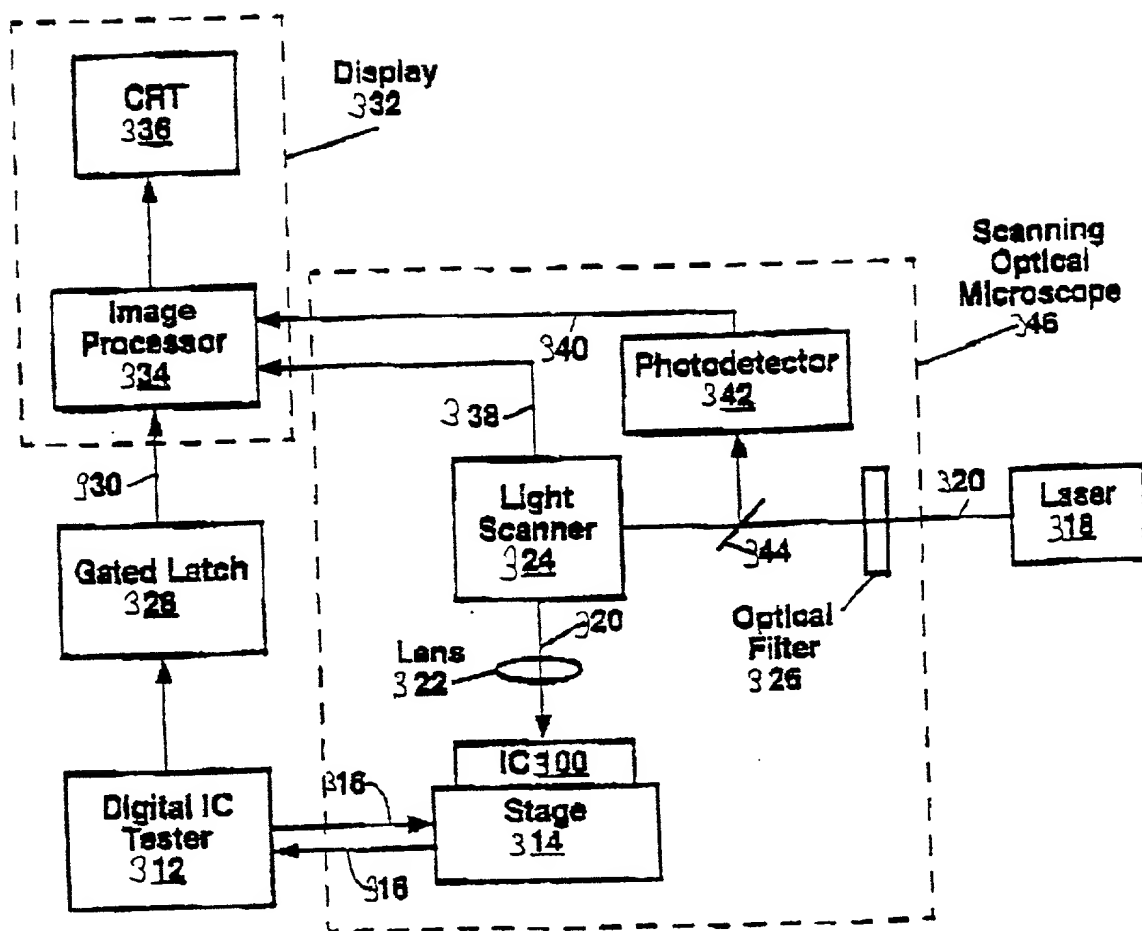 CRT
336
Display
332
Scanning
Optical
Microscope
346
Image
Processor
334
340
Photodetector
342
338
330
Light
Scanner
324
344
320
Laser
318
Gated Latch
328
Optical
Filter
326
320
Lens
322
IC 300
316
Stage
314
Digital IC
Tester
312
316